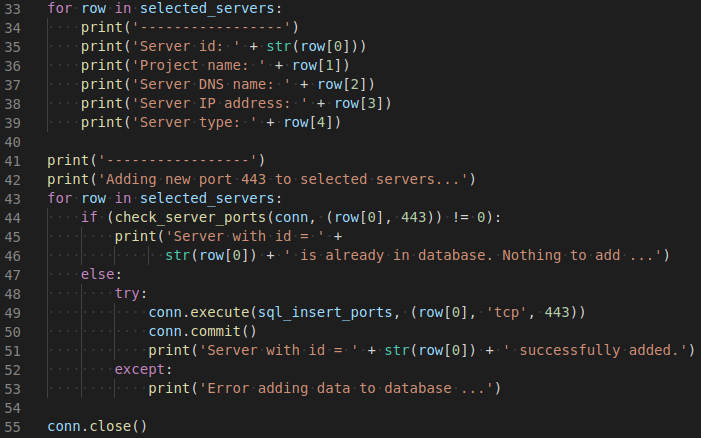 33 for row in selected_servers:
34     print('-----------------')
35     print('Server id: ' + str(row[0]))
36     print('Project name: ' + row[1])
37     print('Server DNS name: ' + row[2])
38     print('Server IP address: ' + row[3])
39     print('Server type: ' + row[4])
40
41 print('-----------------')
42 print('Adding new port 443 to selected servers...')
43 for row in selected_servers:
44     if (check_server_ports(conn, (row[0], 443)) != 0):
45         print('Server with id = ' +
46               str(row[0]) + ' is already in database. Nothing to add ...')
47     else:
48         try:
49             conn.execute(sql_insert_ports, (row[0], 'tcp', 443))
50             conn.commit()
51             print('Server with id = ' + str(row[0]) + ' successfully added.')
52         except:
53             print('Error adding data to database ...')
54
55 conn.close()